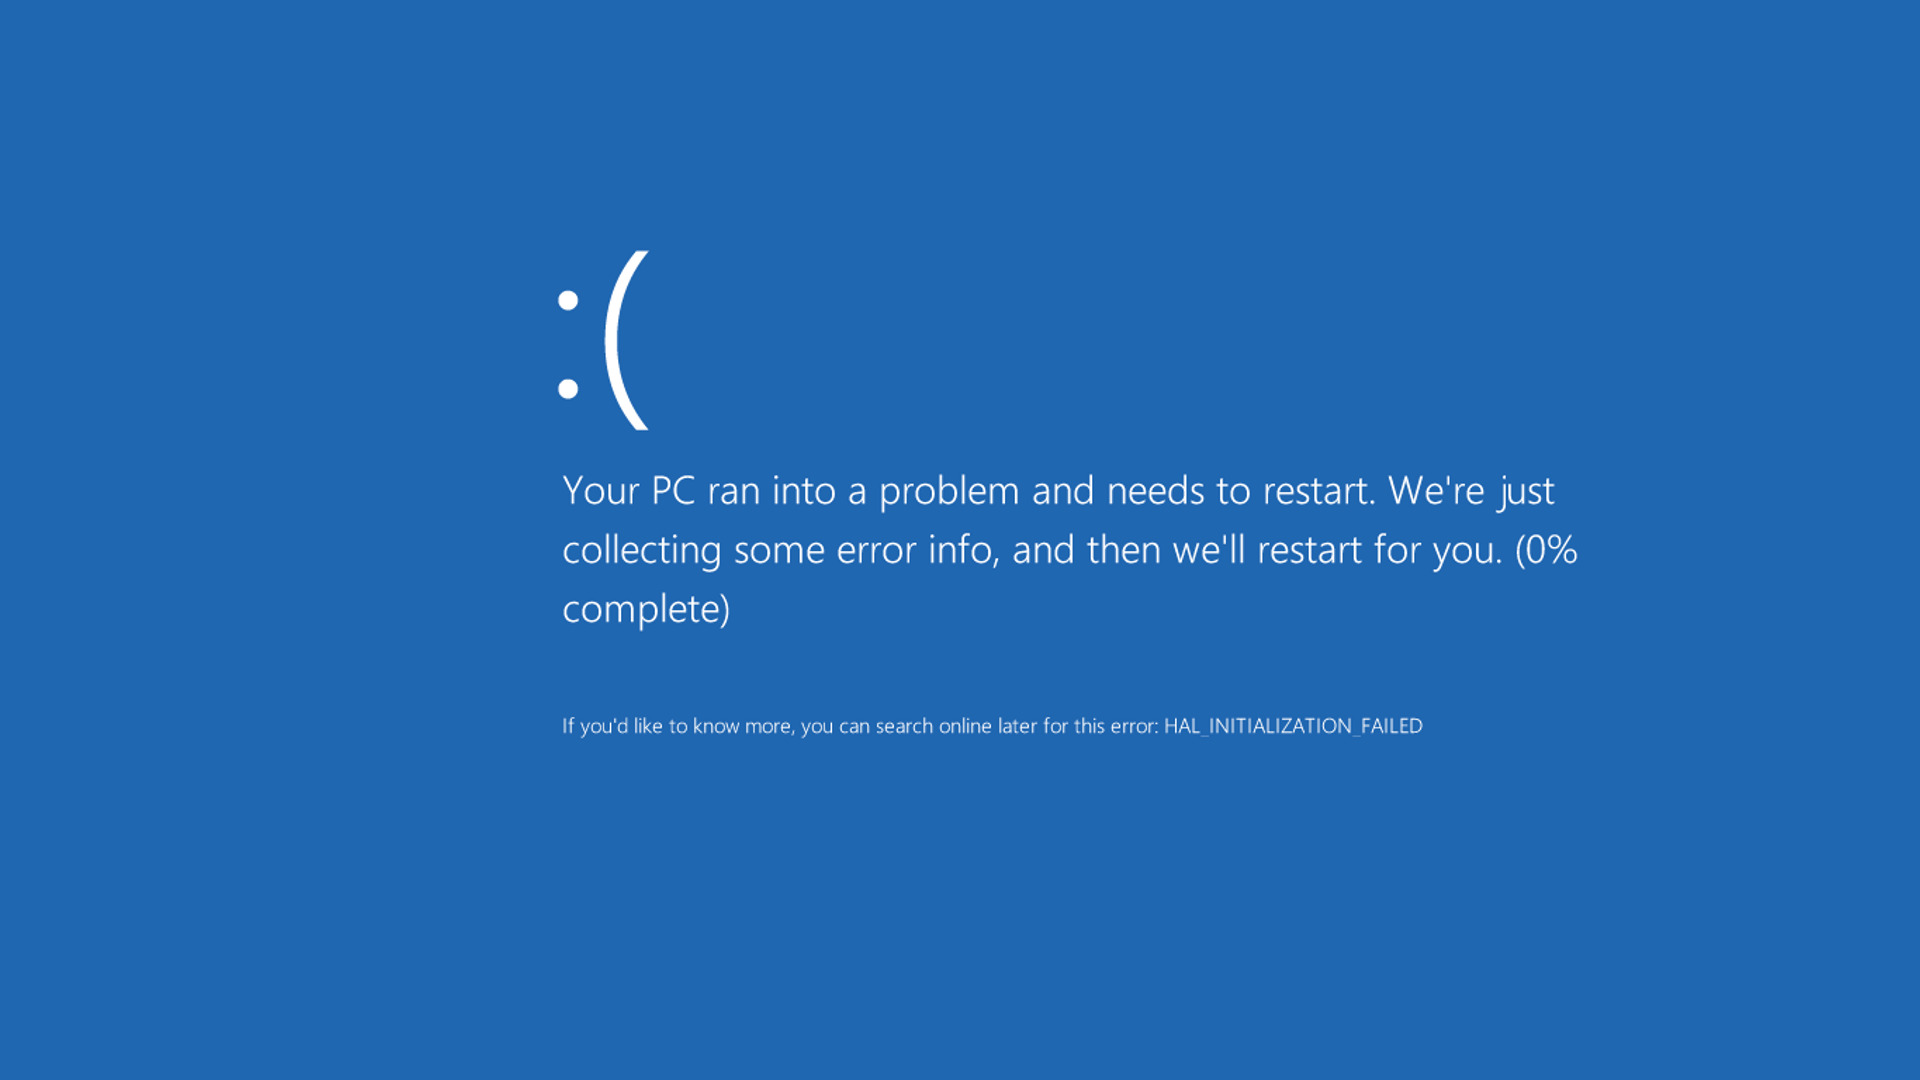 :(
Your PC ran into a problem and needs to restart. We're just
collecting some error info, and then we'll restart for you. (0%
complete)
If you'd like to know more, you can search online later for this error: HAL_INITIALIZATION_FAILED